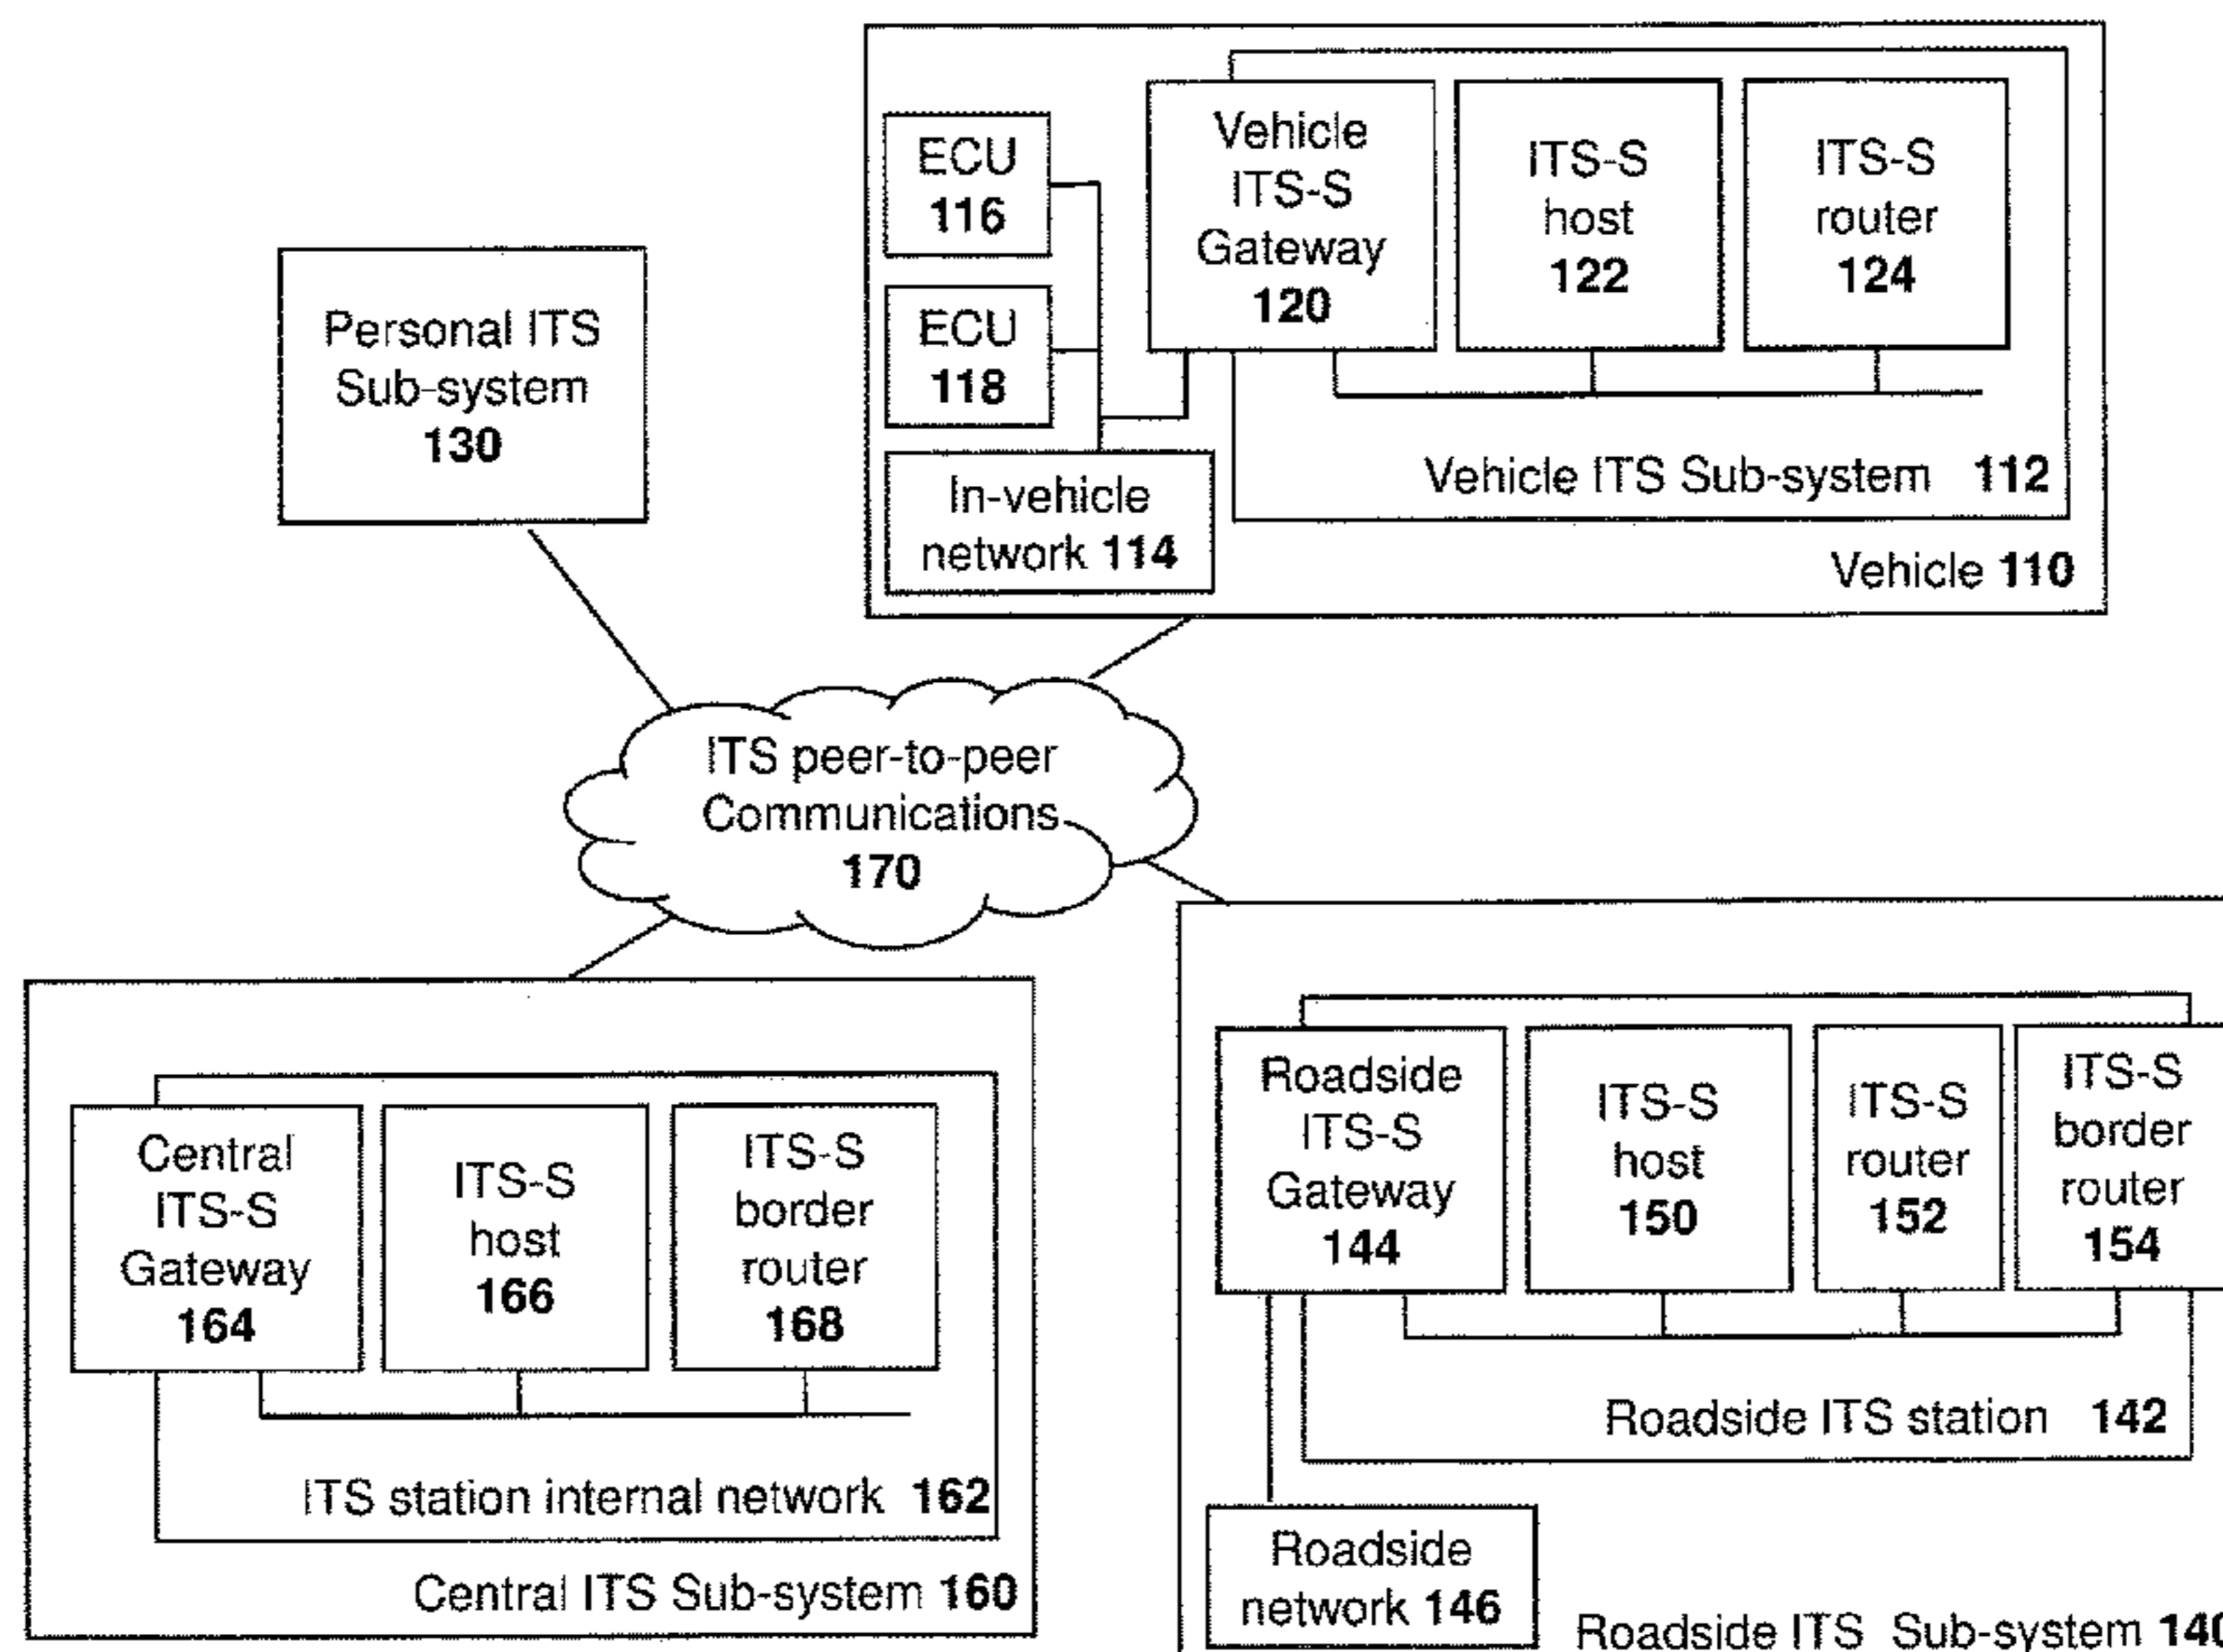 ECU
116
ECU
118
In-vehicle
network 114
Vehicle
ITS-S
Gateway
120
ITS-S
host
122
ITS-S
router
124
Vehicle ITS Sub-system 112
Vehicle 110
Personal ITS
Sub-system
130
ITS peer-to-peer
Communications
170
Central
ITS-S
Gateway
164
ITS-S
host
166
ITS-S
border
router
168
ITS station internal network 162
Central ITS Sub-system 160
Roadside
ITS-S
Gateway
144
ITS-S
host
150
ITS-S
router
152
ITS-S
border
router
154
Roadside ITS station 142
Roadside
network 146
Roadside ITS Sub-system 140